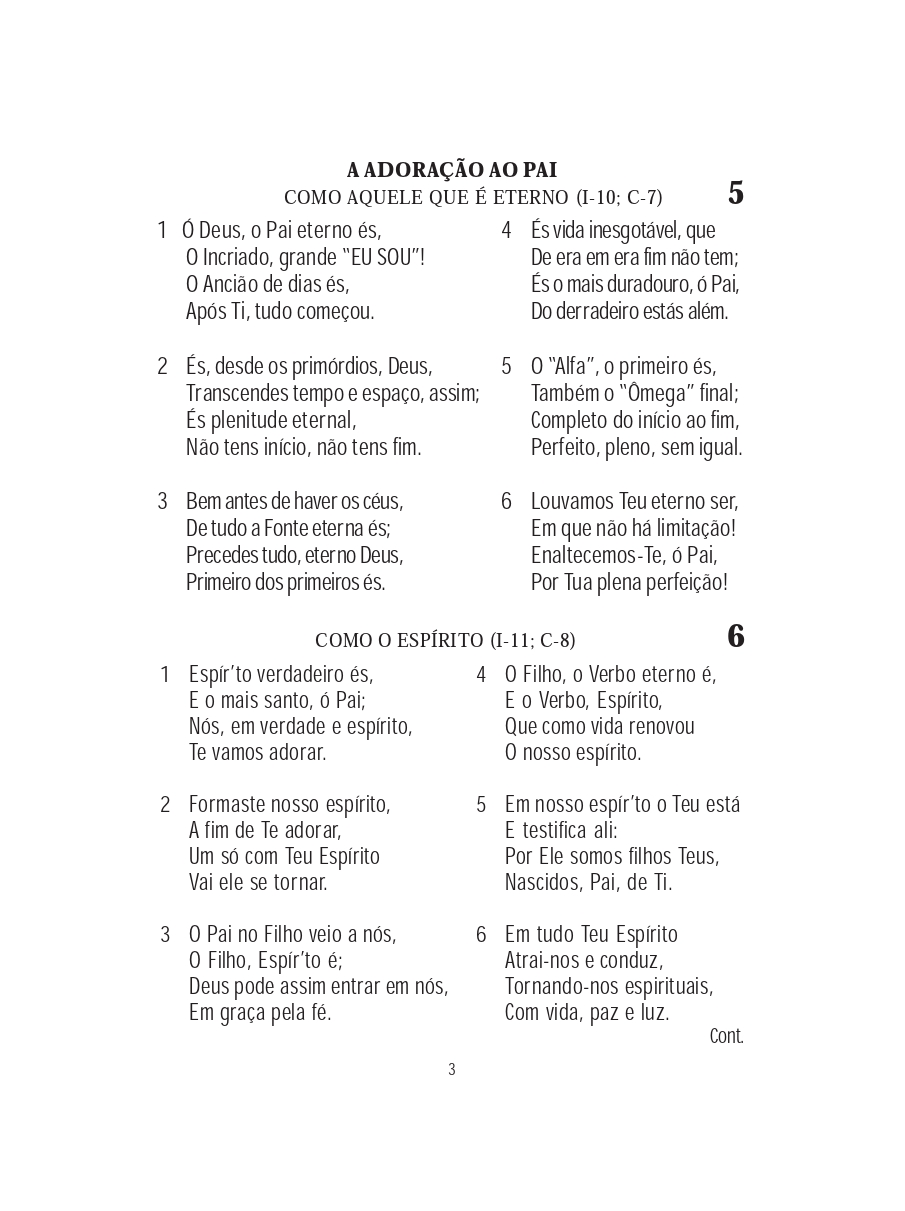 A ADORAÇÃO AO PAI
COMO AQUELE QUE É ETERNO (I-10; C-7)
5
1 Ó Deus, o Pai eterno és,
O Incriado, grande “EU SOU”!
O Ancião de dias és,
Após Ti, tudo começou.
2 És, desde os primórdios, Deus,
Transcendes tempo e espaço, assim;
És plenitude eternal,
Não tens início, não tens fim.
3 Bem antes de haver os céus,
De tudo a Fonte eterna és;
Precedes tudo, eterno Deus,
Primeiro dos primeiros és.
4 És vida inesgotável, que
De era em era fim não tem;
És o mais duradouro, ó Pai,
Do derradeiro estás além.
5 O “Alfa”, o primeiro és,
Também o “Ômega” final;
Completo do início ao fim,
Perfeito, pleno, sem igual.
6 Louvamos Teu eterno ser,
Em que não há limitação!
Enaltecemos-Te, ó Pai,
Por Tua plena perfeição!
COMO O ESPÍRITO (I-11; C-8)
6
1 Espír’to verdadeiro és,
E o mais santo, ó Pai;
Nós, em verdade e espírito,
Te vamos adorar.
2 Formaste nosso espírito,
A fim de Te adorar,
Um só com Teu Espírito
Vai ele se tornar.
3 O Pai no Filho veio a nós,
O Filho, Espír’to é;
Deus pode assim entrar em nós,
Em graça pela fé.
4 O Filho, o Verbo eterno é,
E o Verbo, Espírito,
Que como vida renovou
O nosso espírito.
5 Em nosso espír’to o Teu está
E testifica ali:
Por Ele somos filhos Teus,
Nascidos, Pai, de Ti.
6 Em tudo Teu Espírito
Atrai-nos e conduz,
Tornando-nos espirituais,
Com vida, paz e luz.
Cont.
3